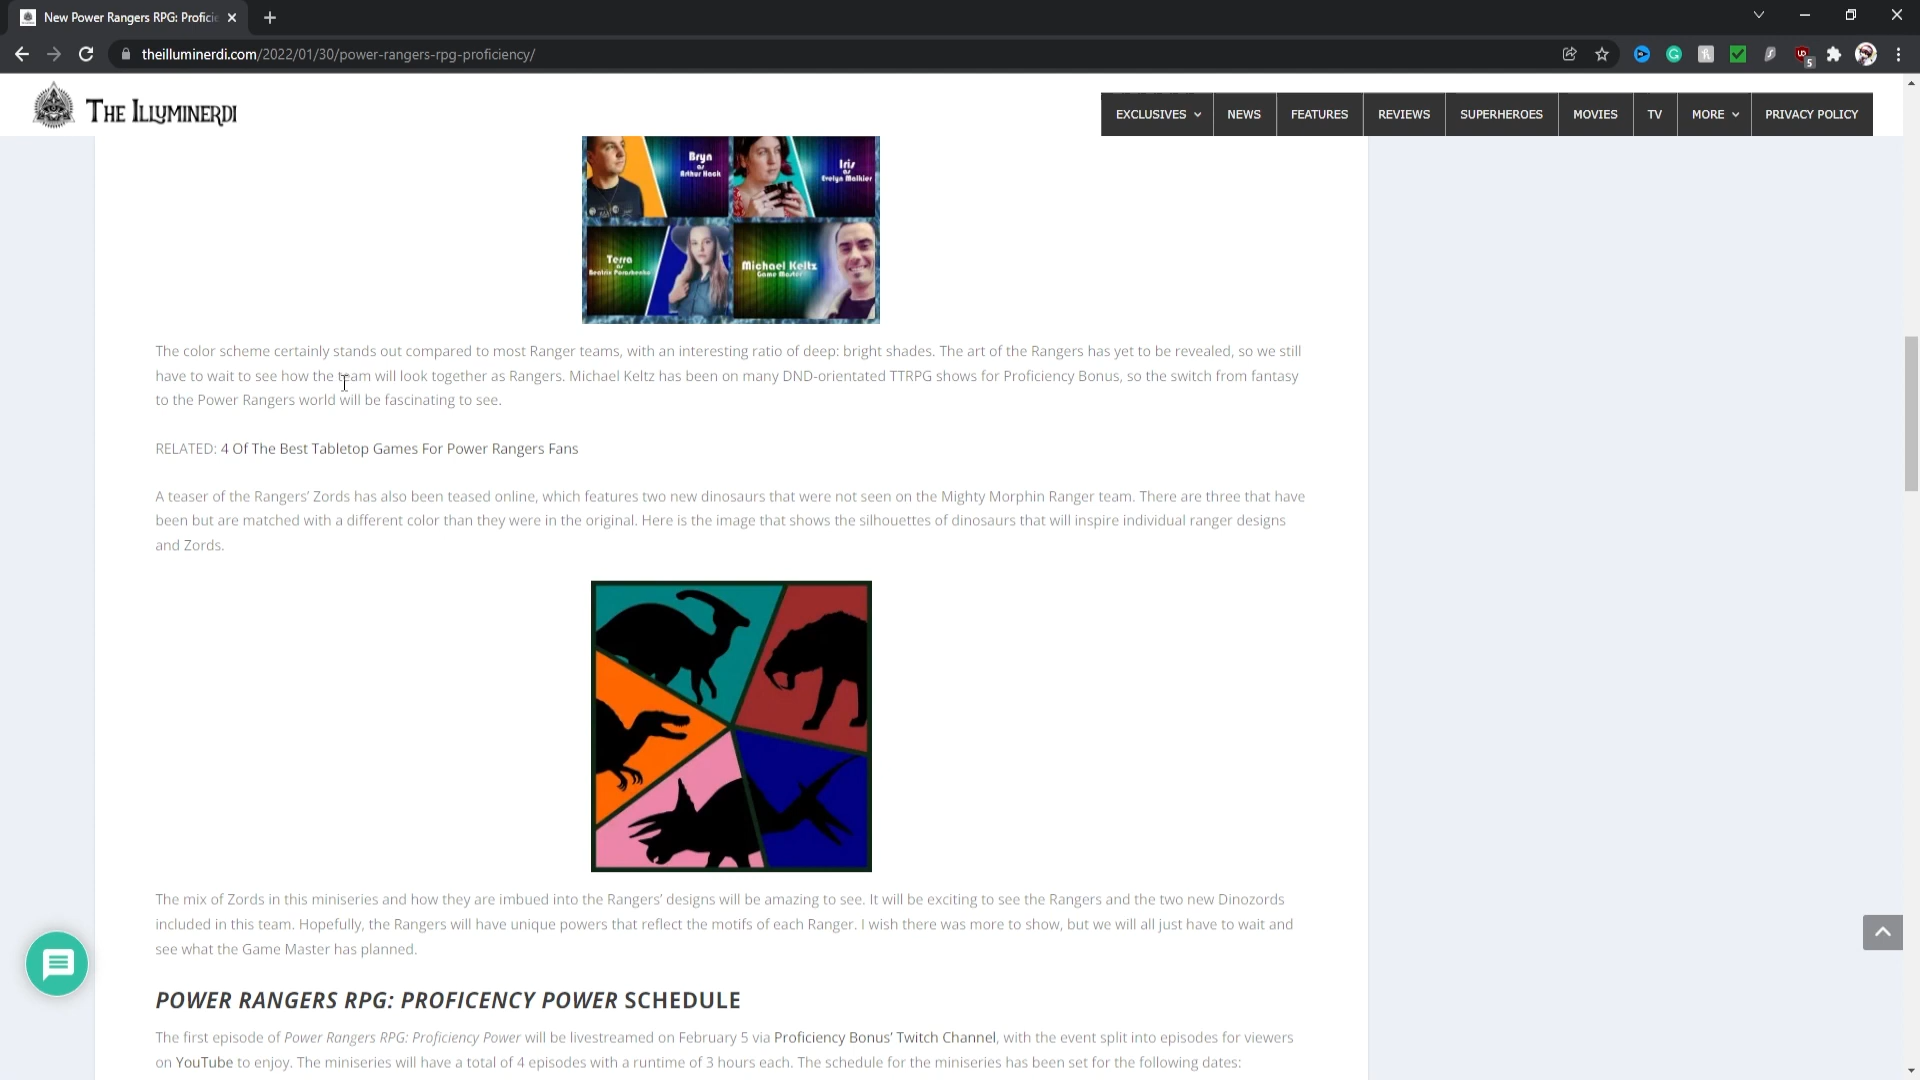 New Power Rangers RPG: Proficie
theilluminerdi.com/2022/01/30/power-rangers-rpg-proficiency/
5
THE ILLUMINERDI
EXCLUSIVES NEWS FEATURES REVIEWS SUPERHEROES MOVIES TV MORE PRIVACY POLICY
Bryn
as
Arthur Hack
Iris
as
Evelyn Malkier
Terra
as
Michael Keltz
Game Master
The color scheme certainly stands out compared to most Ranger teams, with an interesting ratio of deep: bright shades. The art of the Rangers has yet to be revealed, so we still
have to wait to see how the team will look together as Rangers. Michael Keltz has been on many DND-orientated TTRPG shows for Proficiency Bonus, so the switch from fantasy
to the Power Rangers world will be fascinating to see.
RELATED: 4 Of The Best Tabletop Games For Power Rangers Fans
A teaser of the Rangers’ Zords has also been teased online, which features two new dinosaurs that were not seen on the Mighty Morphin Ranger team. There are three that have
been but are matched with a different color than they were in the original. Here is the image that shows the silhouettes of dinosaurs that will inspire individual ranger designs
and Zords.
The mix of Zords in this miniseries and how they are imbued into the Rangers’ designs will be amazing to see. It will be exciting to see the Rangers and the two new Dinozords
included in this team. Hopefully, the Rangers will have unique powers that reflect the motifs of each Ranger. I wish there was more to show, but we will all just have to wait and
see what the Game Master has planned.
POWER RANGERS RPG: PROFICENCY POWER SCHEDULE
The first episode of Power Rangers RPG: Proficiency Power will be livestreamed on February 5 via Proficiency Bonus’ Twitch Channel, with the event split into episodes for viewers
on YouTube to enjoy. The miniseries will have a total of 4 episodes with a runtime of 3 hours each. The schedule for the miniseries has been set for the following dates: